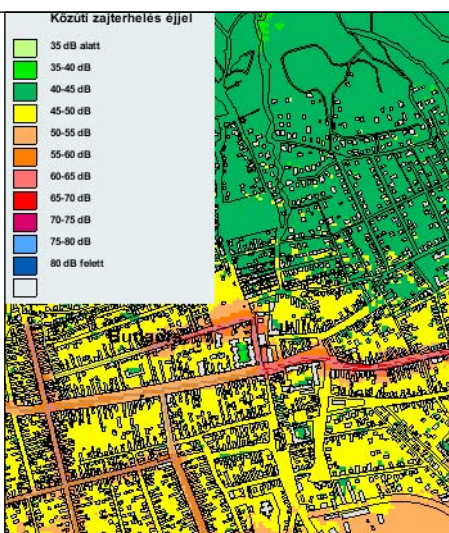 Közúti zajterhelés éjjel
35 dB alatt
35-40 dB
40-45 dB
45-50 dB
50-55 dB
55-60 dB
60-65 dB
65-70 dB
70-75 dB
75-80 dB
80 dB felett